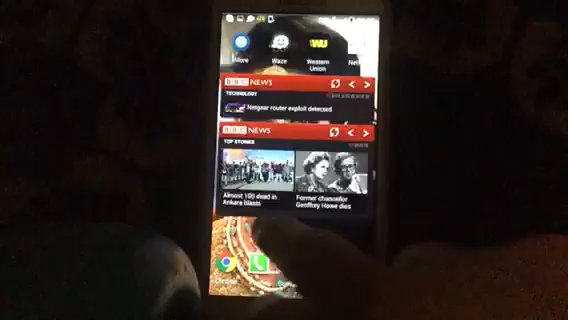 More
Waze
WU
Western
Union
BBC NEWS
TECHNOLOGY
Netgear router exploit detected
BBC NEWS
TOP STORIES
Almost 100 dead in
Ankara blasts
Former chancellor
Geoffrey Howe dies